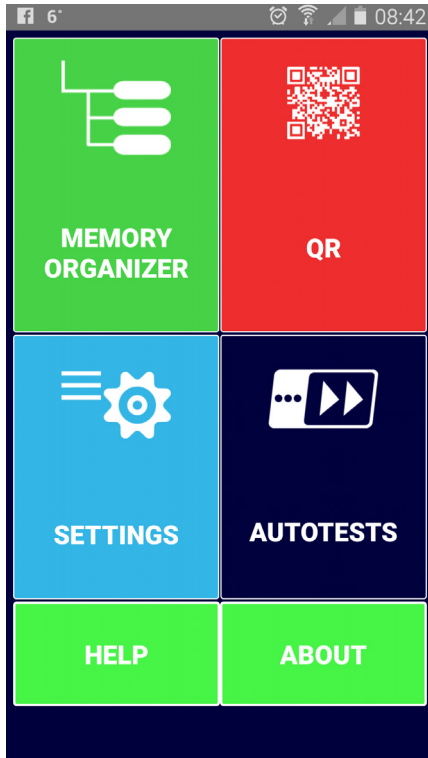 6° 08:42
MEMORY
ORGANIZER
QR
SETTINGS
AUTOTESTS
HELP
ABOUT